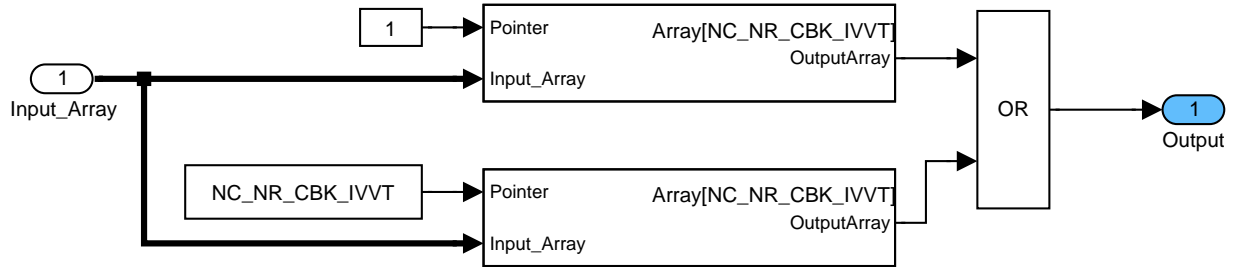 1
Pointer
Array[NC_NR_CBK_IVVT]
OutputArray
Input_Array
1
Input_Array
OR
1
Output
NC_NR_CBK_IVVT
Pointer
Array[NC_NR_CBK_IVVT]
OutputArray
Input_Array